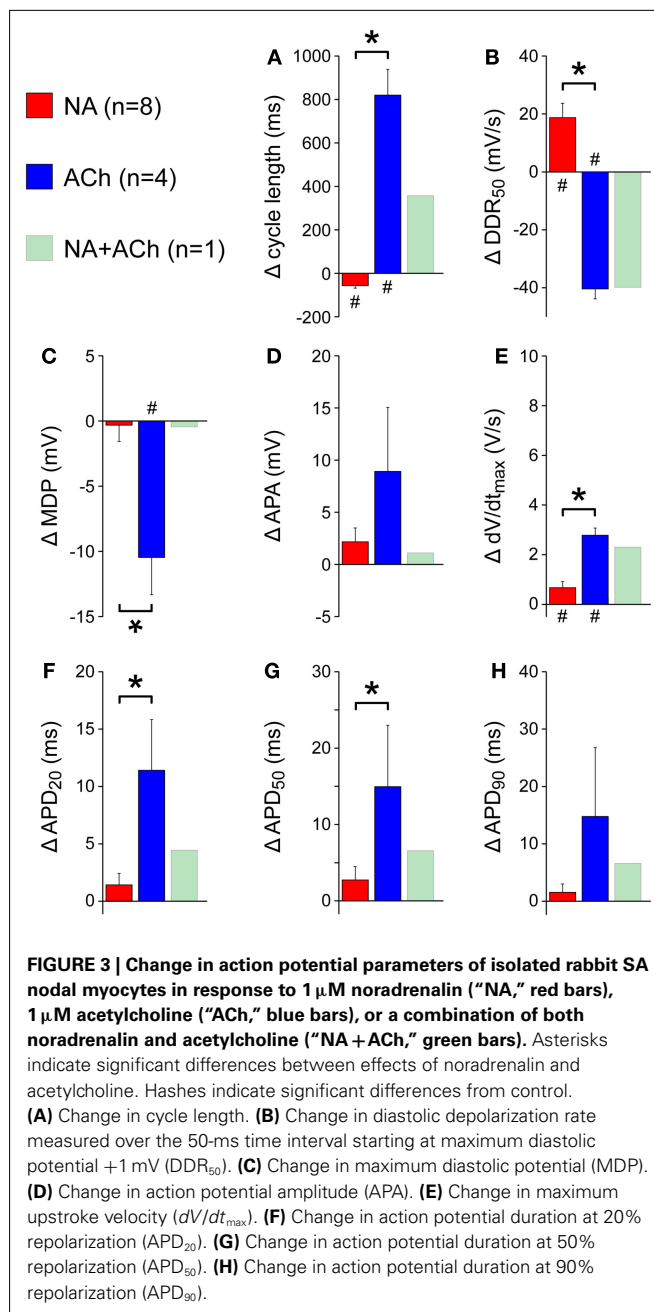 NA (n=8)
ACh (n=4)
NA+ACh (n=1)
A
Δ cycle length (ms)
1000
800
600
400
200
0
-200
*
#
#
B
Δ DDR50 (mV/s)
40
20
0
-20
-40
*
#
#
C
Δ MDP (mV)
5
0
-5
-10
-15
#
*
D
Δ APA (mV)
20
15
10
5
0
-5
E
Δ dV/dtmax (V/s)
10
8
6
4
2
0
*
#
#
F
Δ APD20 (ms)
20
15
10
5
0
*
G
Δ APD50 (ms)
30
20
10
0
*
H
Δ APD90 (ms)
40
30
20
10
0
FIGURE 3 | Change in action potential parameters of isolated rabbit SA
nodal myocytes in response to 1 μM noradrenalin (“NA,” red bars),
1 μM acetylcholine (“ACh,” blue bars), or a combination of both
noradrenalin and acetylcholine (“NA + ACh,” green bars). Asterisks
indicate significant differences between effects of noradrenalin and
acetylcholine. Hashes indicate significant differences from control.
(A) Change in cycle length. (B) Change in diastolic depolarization rate
measured over the 50-ms time interval starting at maximum diastolic
potential +1 mV (DDR50). (C) Change in maximum diastolic potential (MDP).
(D) Change in action potential amplitude (APA). (E) Change in maximum
upstroke velocity (dV/dtmax). (F) Change in action potential duration at 20%
repolarization (APD20). (G) Change in action potential duration at 50%
repolarization (APD50). (H) Change in action potential duration at 90%
repolarization (APD90).